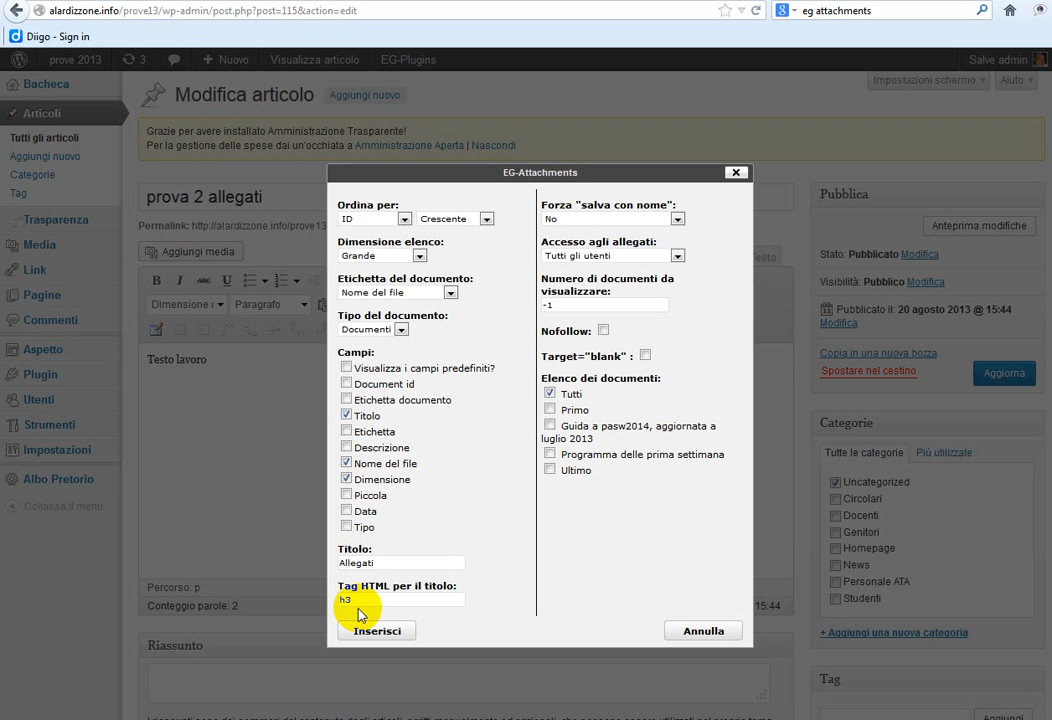 alardizzone.info/prove13/wp-admin/post.php?post=115&action=edit
eg attachments
Diigo - Sign in
prove 2013
3
+ Nuovo
Visualizza articolo
EG-Plugins
Salve admin
Bacheca
Articoli
Tutti gli articoli
Aggiungi nuovo
Categorie
Tag
Trasparenza
Media
Link
Pagine
Commenti
Aspetto
Plugin
Utenti
Strumenti
Impostazioni
Albo Pretorio
Collassa il menu
Modifica articolo
Aggiungi nuovo
Impostazioni schermo
Aiuto
Grazie per avere installato Amministrazione Trasparente!
Per la gestione delle spese dai un'occhiata a Amministrazione Aperta | Nascondi
prova 2 allegati
Permalink: http://alardizzone.info/prove13
Aggiungi media
Testo
B I ABC U
Dimensione
Paragrafo
Testo lavoro
Percorso: p
Conteggio parole: 2
15:44
Riassunto
EG-Attachments
Ordina per:
ID
Crescente
Dimensione elenco:
Grande
Etichetta del documento:
Nome del file
Tipo del documento:
Documenti
Campi:
Visualizza i campi predefiniti?
Document id
Etichetta documento
Titolo
Etichetta
Descrizione
Nome del file
Dimensione
Piccola
Data
Tipo
Titolo:
Allegati
Tag HTML per il titolo:
h3
Inserisci
Forza "salva con nome":
No
Accesso agli allegati:
Tutti gli utenti
Numero di documenti da
visualizzare:
-1
Nofollow:
Target="blank" :
Elenco dei documenti:
Tutti
Primo
Guida a pasw2014, aggiornata a
luglio 2013
Programma delle prima settimana
Ultimo
Annulla
Pubblica
Anteprima modifiche
Stato: Pubblicato Modifica
Visibilità: Pubblico Modifica
Pubblicato il: 20 agosto 2013 @ 15:44
Modifica
Copia in una nuova bozza
Spostare nel cestino
Aggiorna
Categorie
Tutte le categorie
Più utilizzate
Uncategorized
Circolari
Docenti
Genitori
Homepage
News
Personale ATA
Studenti
+ Aggiungi una nuova categoria
Tag
Aggiungi